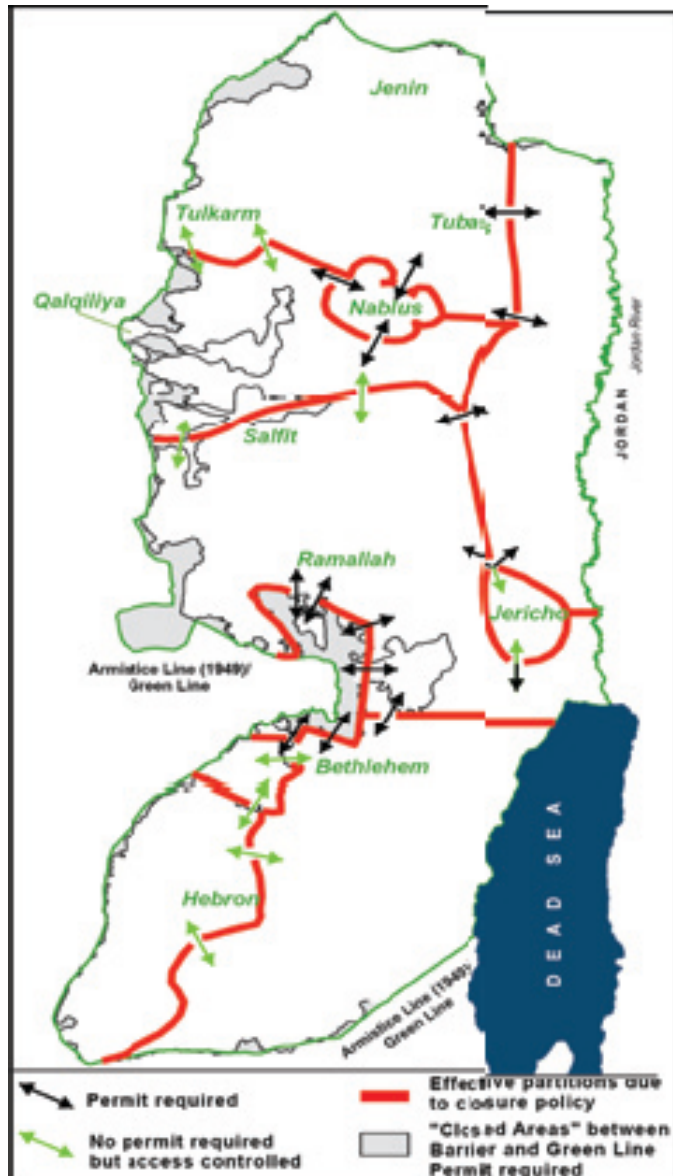 Jenin
Tulkarm
Tubas
Qalqiliya
Nablus
Jordan River
JORDAN
Salfit
Ramallah
Jericho
Armistice Line (1949)/
Green Line
Bethlehem
DEAD SEA
Hebron
Armistice Line (1949)/
Green Line
Permit required
Effective partitions due
to closure policy
No permit required
but access controlled
"Closed Areas" between
Barrier and Green Line
Permit required